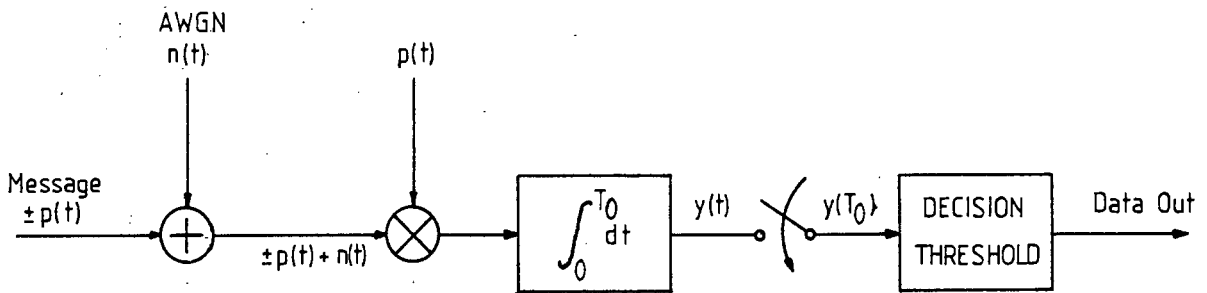 AWGN
n(t)
p(t)
Message
±p(t)
+
±p(t) + n(t)
∫₀ᵀ⁰ dt
y(t)
y(T₀)
DECISION
THRESHOLD
Data Out